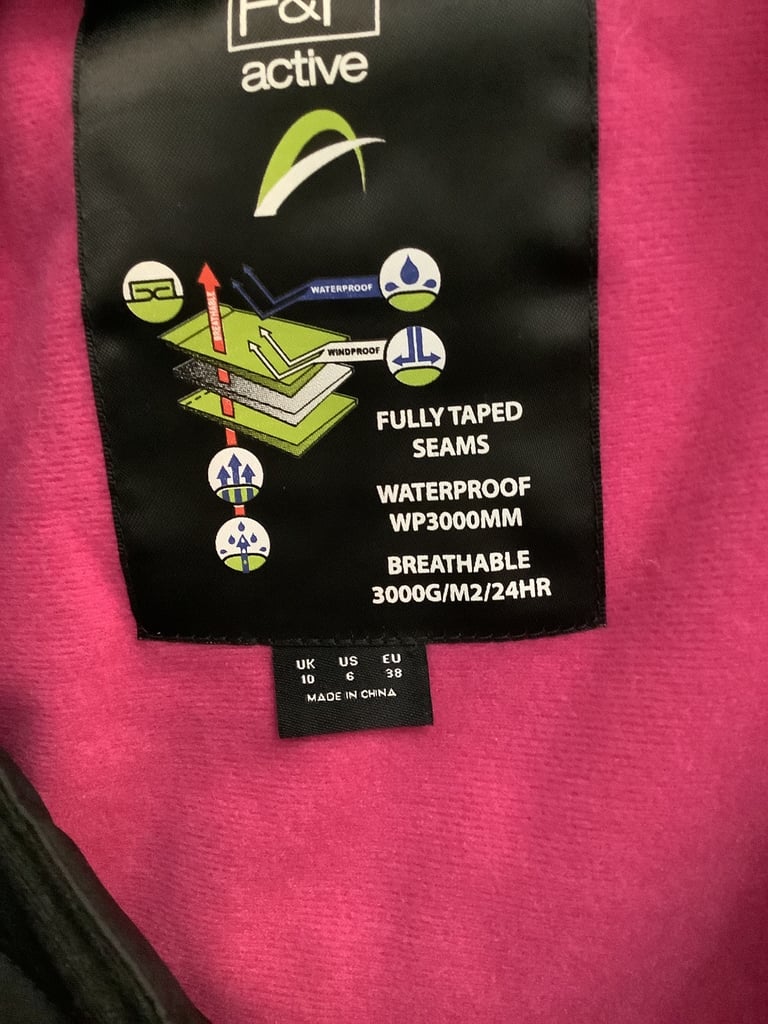 F&F
active
WATERPROOF
BREATHABLE
WINDPROOF
FULLY TAPED
SEAMS
WATERPROOF
WP3000MM
BREATHABLE
3000G/M2/24HR
UK US EU
10 6 38
MADE IN CHINA